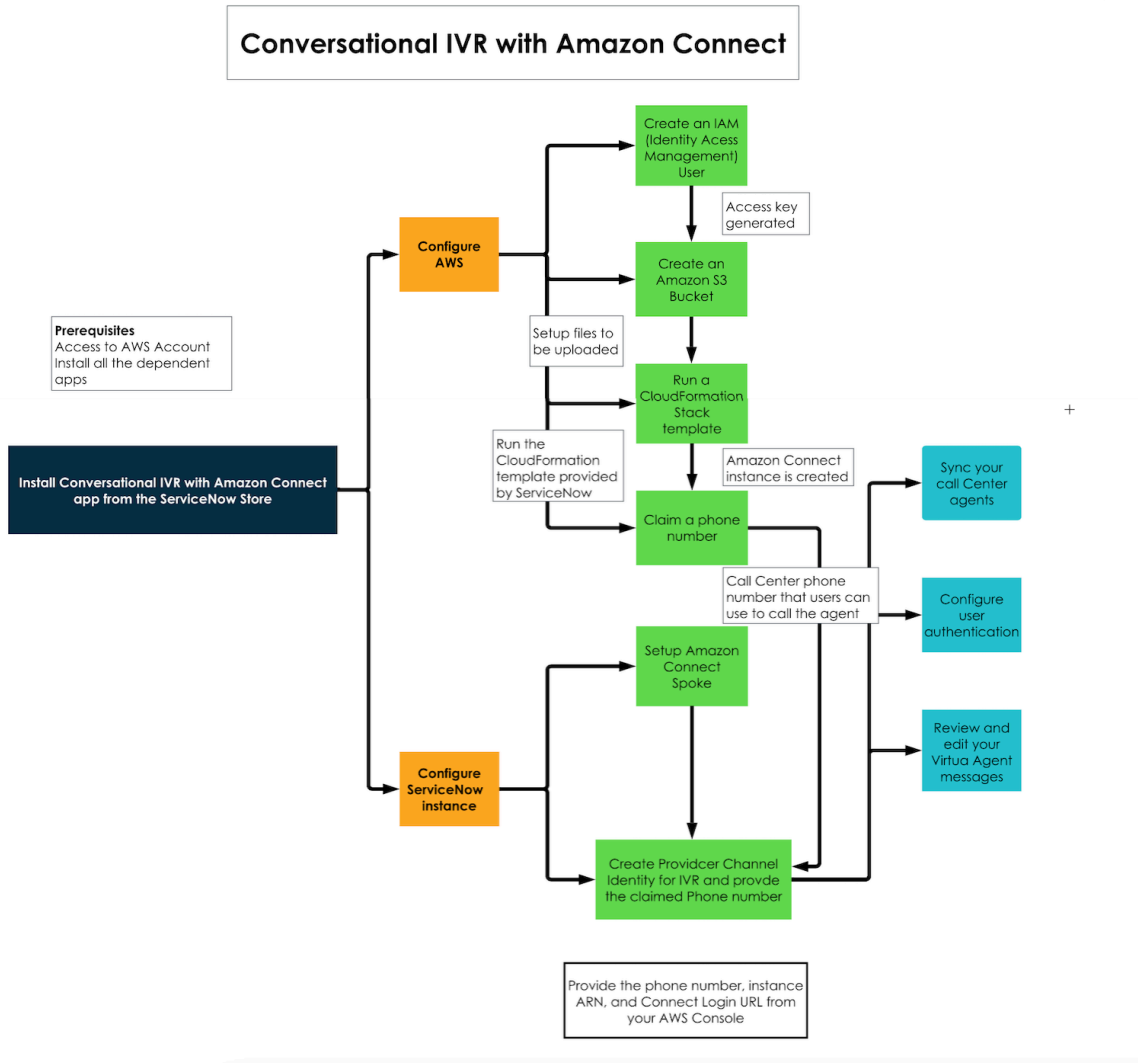 Conversational IVR with Amazon Connect
Create an IAM
(Identity Acess
Management)
User
Access key
generated
Configure
AWS
Create an
Amazon S3
Bucket
Setup files to
be uploaded
Prerequisites
Access to AWS Account
Install all the dependent
apps
Run a
CloudFormation
Stack
template
Run the
CloudFormation
template provided
by ServiceNow
Amazon Connect
instance is created
Install Conversational IVR with Amazon Connect
app from the ServiceNow Store
Sync your
call Center
agents
Claim a phone
number
Call Center phone
number that users can
use to call the agent
Configure
user
authentication
Setup Amazon
Connect
Spoke
Review and
edit your
Virtua Agent
messages
Configure
ServiceNow
instance
Create Providcer Channel
Identity for IVR and provde
the claimed Phone number
Provide the phone number, instance
ARN, and Connect Login URL from
your AWS Console